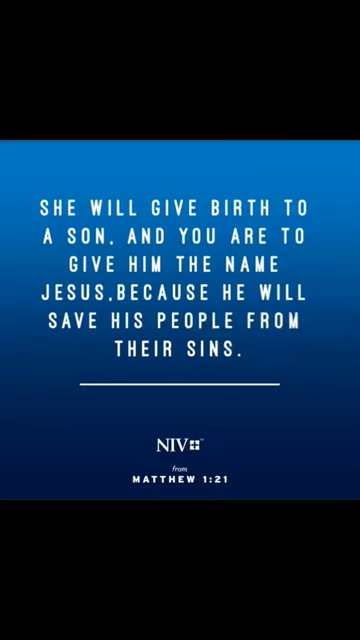 SHE WILL GIVE BIRTH TO
A SON, AND YOU ARE TO
GIVE HIM THE NAME
JESUS,BECAUSE HE WILL
SAVE HIS PEOPLE FROM
THEIR SINS.
NIV™
from
MATTHEW 1:21